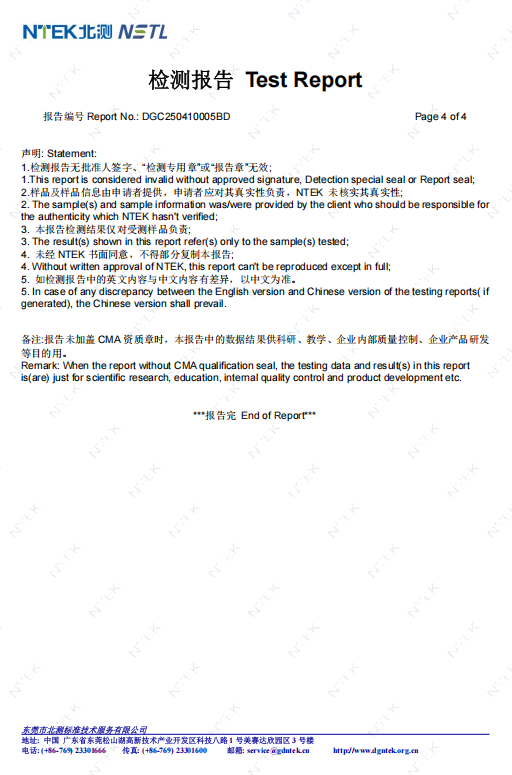 NTEK北测 NSTL
检测报告 Test Report
报告编号 Report No.: DGC250410005BD Page 4 of 4
声明: Statement:
1.检测报告无批准人签字、“检测专用章”或“报告章”无效;
1.This report is considered invalid without approved signature, Detection special seal or Report seal;
2.样品及样品信息由申请者提供，申请者应对其真实性负责，NTEK 未核实其真实性;
2. The sample(s) and sample information was/were provided by the client who should be responsible for
the authenticity which NTEK hasn't verified;
3. 本报告检测结果仅对受测样品负责;
3. The result(s) shown in this report refer(s) only to the sample(s) tested;
4. 未经 NTEK 书面同意，不得部分复制本报告;
4. Without written approval of NTEK, this report can't be reproduced except in full;
5. 如检测报告中的英文内容与中文内容有差异，以中文为准。
5. In case of any discrepancy between the English version and Chinese version of the testing reports( if
generated), the Chinese version shall prevail.
备注:报告未加盖 CMA 资质章时，本报告中的数据结果供科研、教学、企业内部质量控制、企业产品研发
等目的用。
Remark: When the report without CMA qualification seal, the testing data and result(s) in this report
is(are) just for scientific research, education, internal quality control and product development etc.
***报告完 End of Report***
东莞市北测标准技术服务有限公司
地址: 中国 广东省东莞松山湖高新技术产业开发区科技八路 1 号美赛达欣园区 3 号楼
电话: (+86-769) 23301666 传真: (+86-769) 23301600 邮箱: service@gdntek.cn http://www.dgntek.org.cn